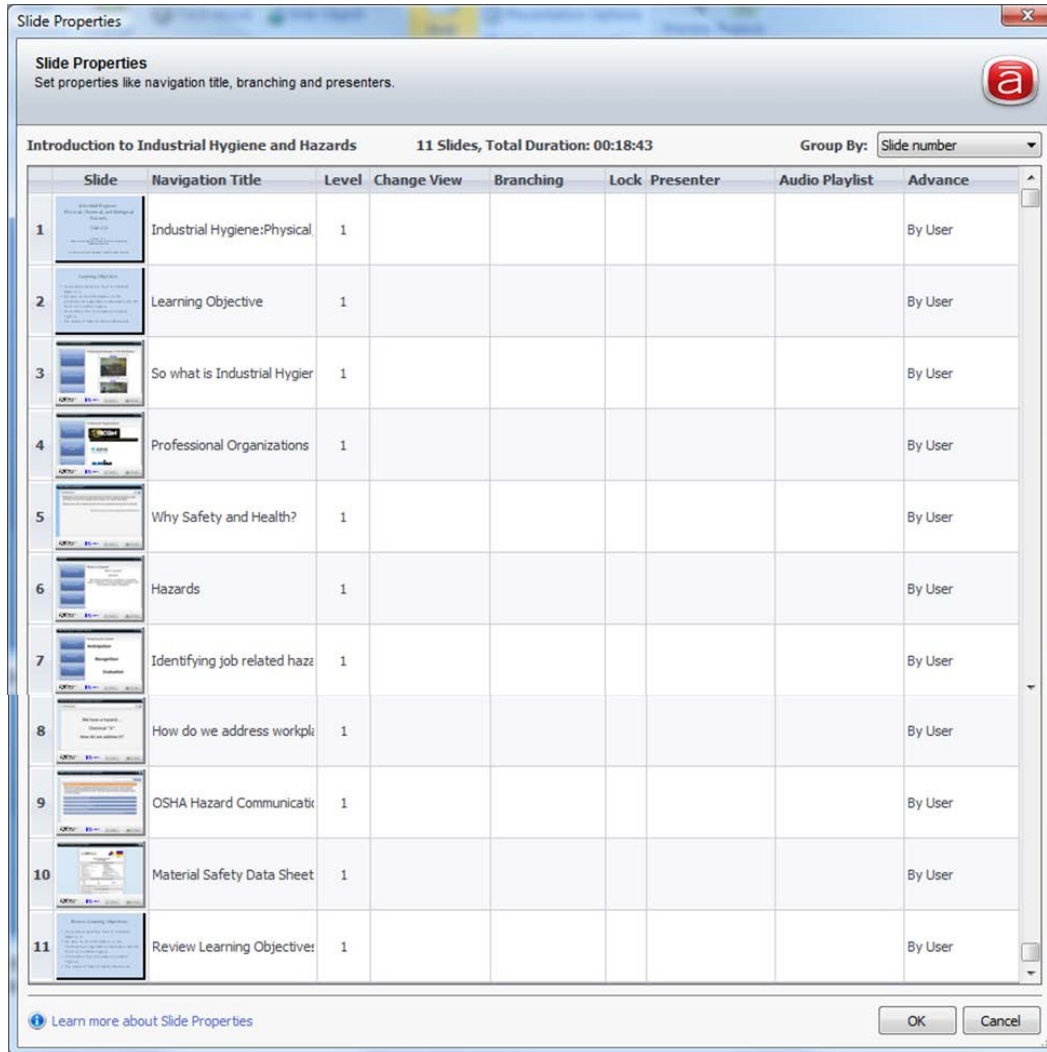 Slide Properties
Slide Properties
Set properties like navigation title, branching and presenters.
Introduction to Industrial Hygiene and Hazards 11 Slides, Total Duration: 00:18:43 Group By: Slide number
Slide Navigation Title Level Change View Branching Lock Presenter Audio Playlist Advance
1 Industrial Hygiene:Physical, 1 By User
2 Learning Objective 1 By User
3 So what is Industrial Hygier 1 By User
4 Professional Organizations 1 By User
5 Why Safety and Health? 1 By User
6 Hazards 1 By User
7 Identifying job related haza 1 By User
8 How do we address workpla 1 By User
9 OSHA Hazard Communicatio 1 By User
10 Material Safety Data Sheet 1 By User
11 Review Learning Objectives 1 By User
Learn more about Slide Properties OK Cancel